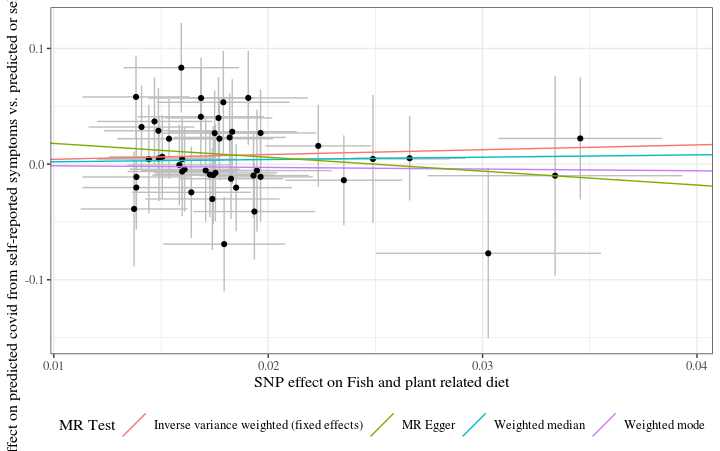 ffect on predicted covid from self-reported symptoms vs. predicted or se
0.1
0.0
-0.1
0.01
0.02
0.03
0.04
SNP effect on Fish and plant related diet
MR Test
Inverse variance weighted (fixed effects)
MR Egger
Weighted median
Weighted mode